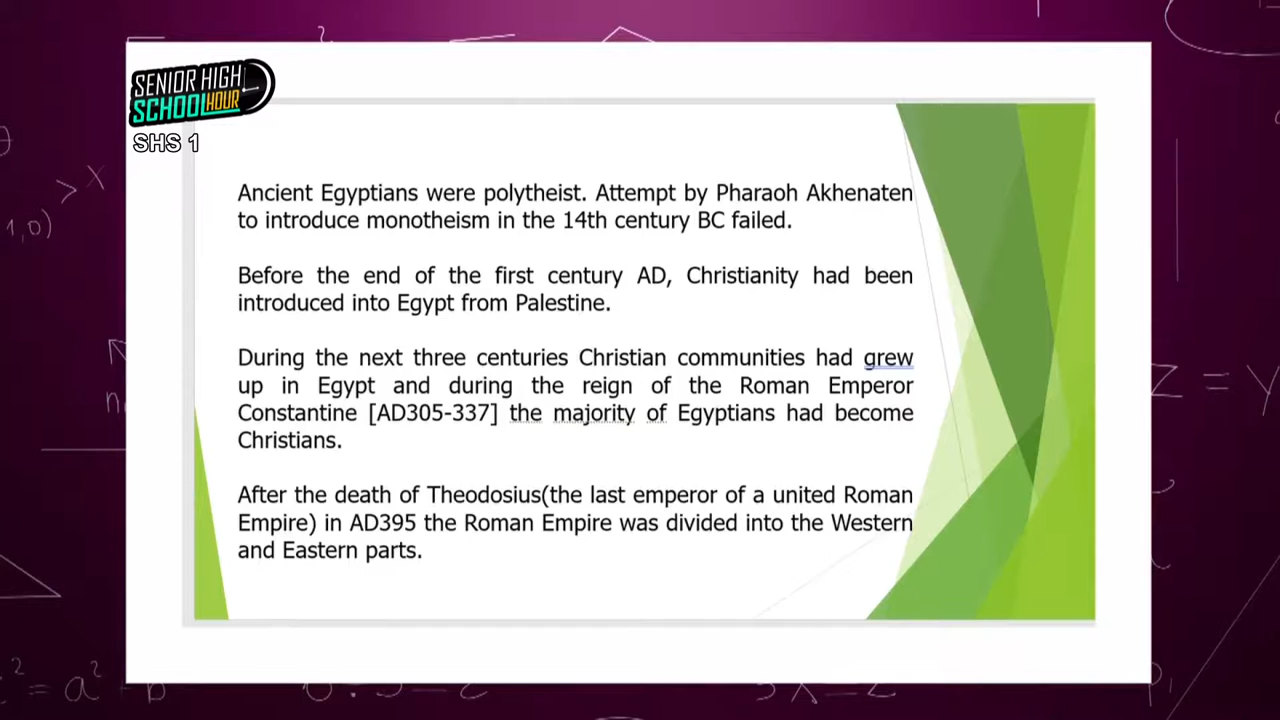 SENIOR HIGH
SCHOOL HOUR
SHS 1
Ancient Egyptians were polytheist. Attempt by Pharaoh Akhenaten
to introduce monotheism in the 14th century BC failed.
Before the end of the first century AD, Christianity had been
introduced into Egypt from Palestine.
During the next three centuries Christian communities had grew
up in Egypt and during the reign of the Roman Emperor
Constantine [AD305-337] the majority of Egyptians had become
Christians.
After the death of Theodosius(the last emperor of a united Roman
Empire) in AD395 the Roman Empire was divided into the Western
and Eastern parts.